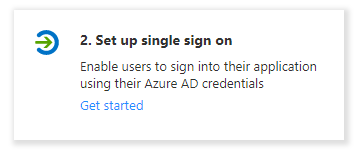 2. Set up single sign on
Enable users to sign into their application
using their Azure AD credentials
Get started